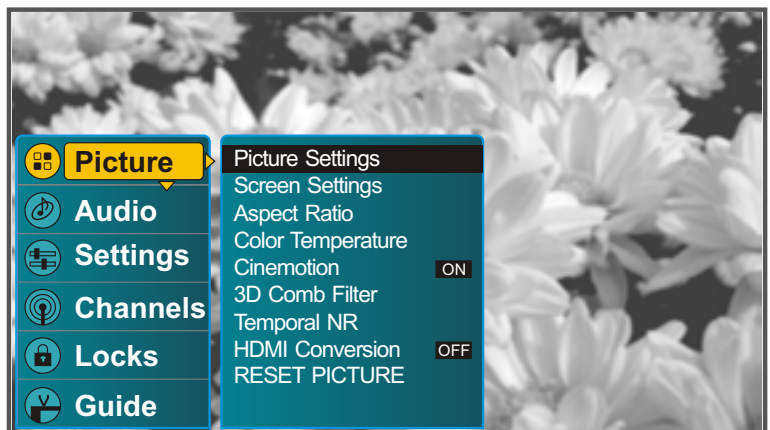 Picture
Audio
Settings
Channels
Locks
Guide
Picture Settings
Screen Settings
Aspect Ratio
Color Temperature
Cinemotion ON
3D Comb Filter
Temporal NR
HDMI Conversion OFF
RESET PICTURE